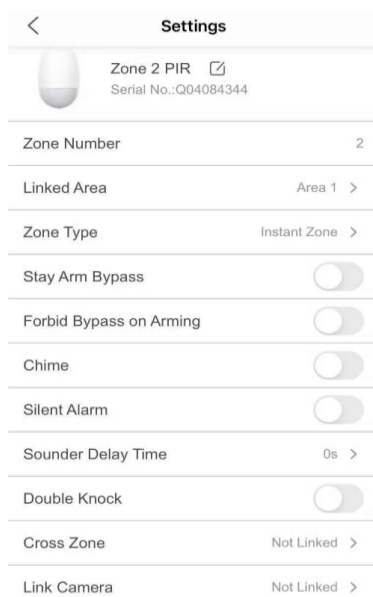 Settings
Zone 2 PIR
Serial No.:Q04084344
Zone Number 2
Linked Area Area 1 >
Zone Type Instant Zone >
Stay Arm Bypass
Forbid Bypass on Arming
Chime
Silent Alarm
Sounder Delay Time 0s >
Double Knock
Cross Zone Not Linked >
Link Camera Not Linked >